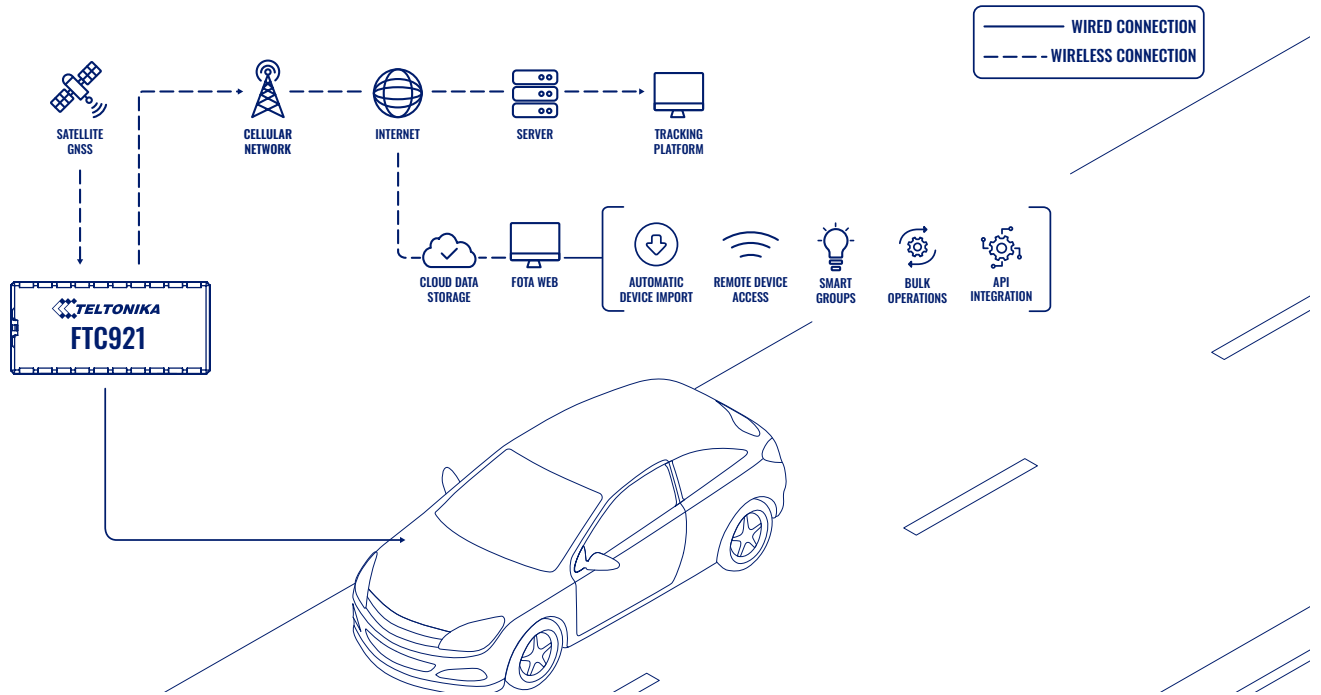 WIRED CONNECTION
WIRELESS CONNECTION
SATELLITE
GNSS
CELLULAR
NETWORK
INTERNET
SERVER
TRACKING
PLATFORM
CLOUD DATA
STORAGE
FOTA WEB
AUTOMATIC
DEVICE IMPORT
REMOTE DEVICE
ACCESS
SMART
GROUPS
BULK
OPERATIONS
API
INTEGRATION
TELTONIKA
FTC921